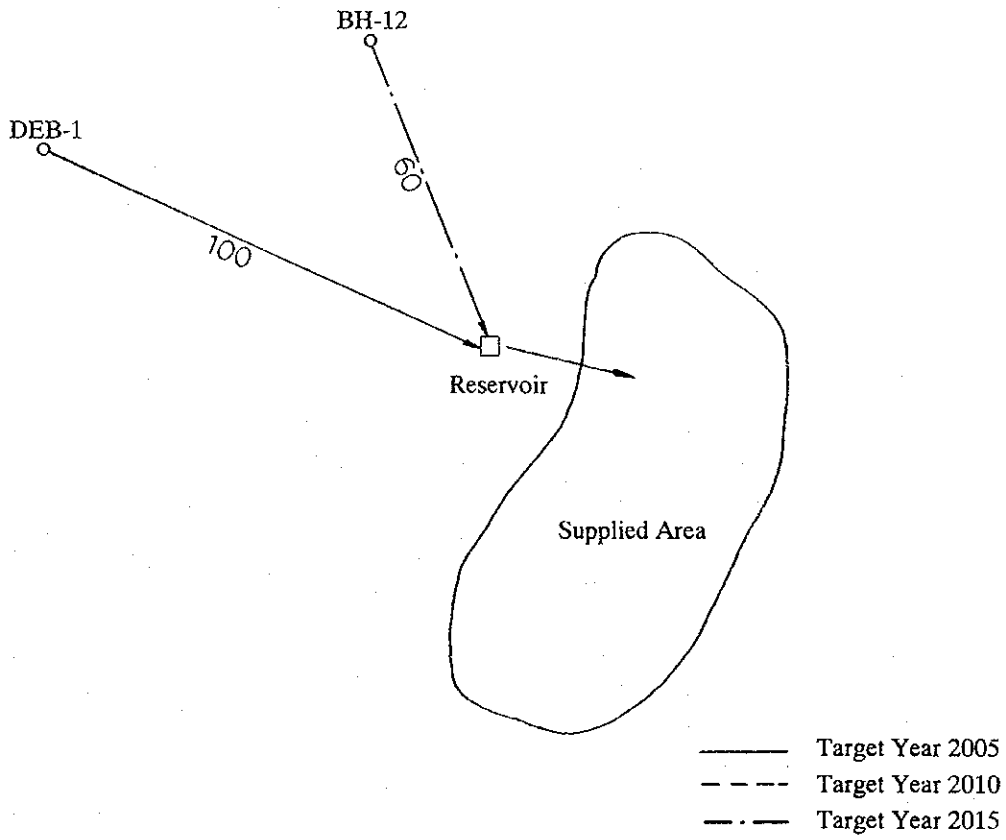 BH-12
DEB-1
60
100
Reservoir
Supplied Area
Target Year 2005
Target Year 2010
Target Year 2015